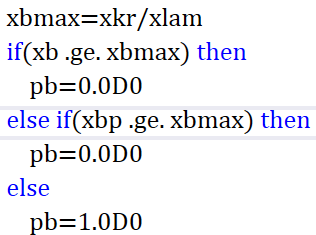 xbmax=xkr/xlam
if(xb .ge. xbmax) then
pb=0.0D0
else if(xbp .ge. xbmax) then
pb=0.0D0
else
pb=1.0D0